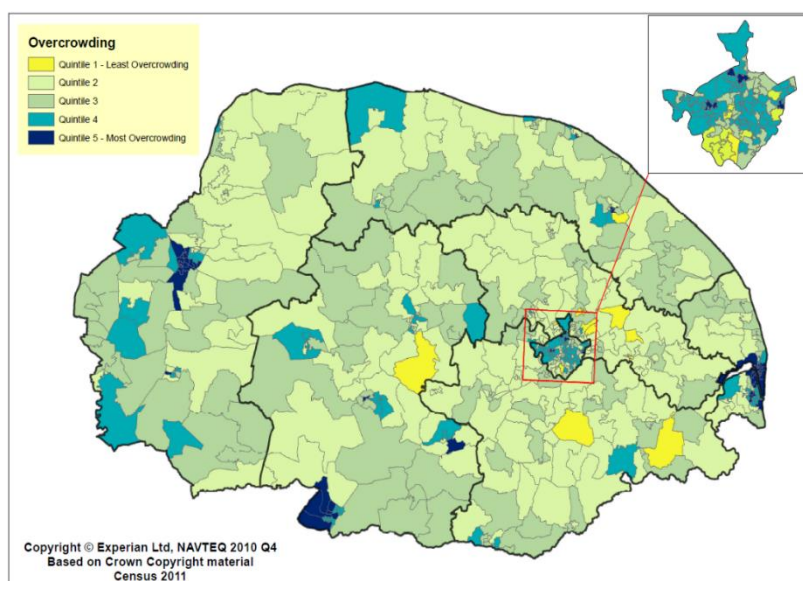 Overcrowding
Quintile 1 - Least Overcrowding
Quintile 2
Quintile 3
Quintile 4
Quintile 5 - Most Overcrowding
Copyright © Experian Ltd, NAVTEQ 2010 Q4
Based on Crown Copyright material
Census 2011